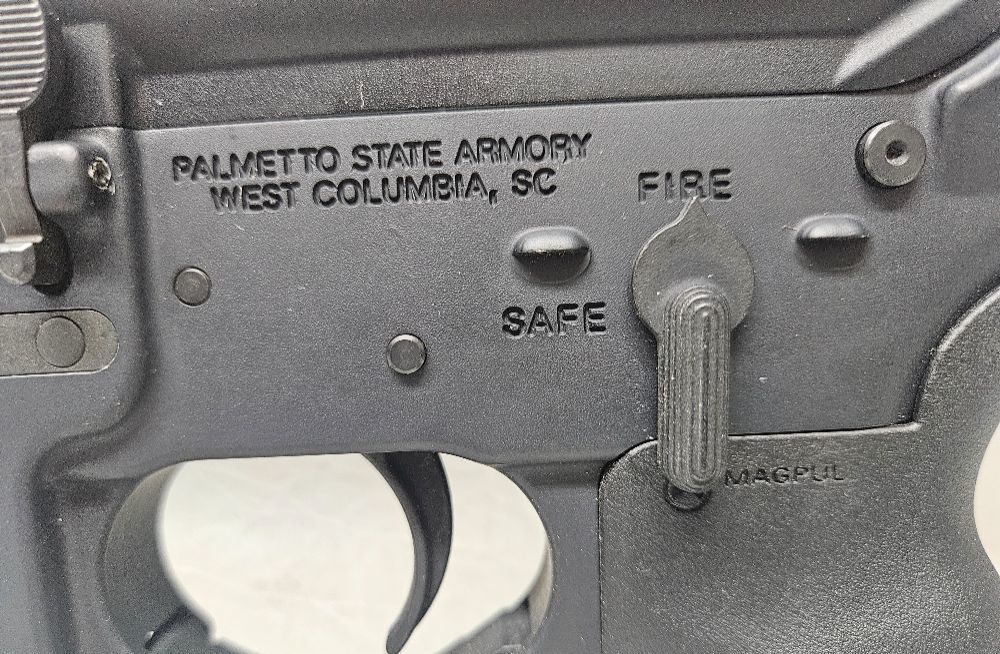 PALMETTO STATE ARMORY
WEST COLUMBIA, SC
FIRE
SAFE
MAGPUL